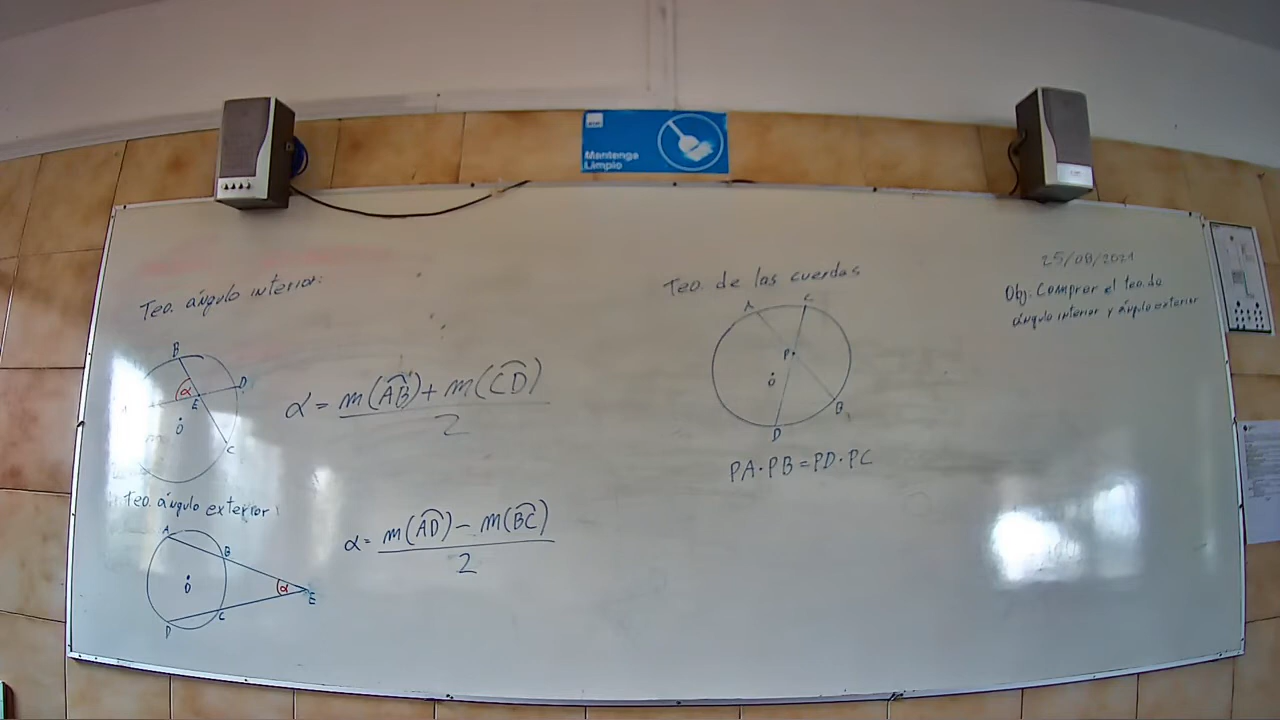 Mantenga
Limpio
25/08/2021
Obj: Comprar el teo. de
ángulo interior y ángulo exterior
Teo. ángulo interior:
B
D
α
E
O
C
α = m(AB)+m(CD)
2
Teo. ángulo exterior:
A
B
O
α
E
C
D
α= m(AD)-m(BC)
2
Teo. de las cuerdas
A
C
P
O
B
D
PA·PB=PD·PC